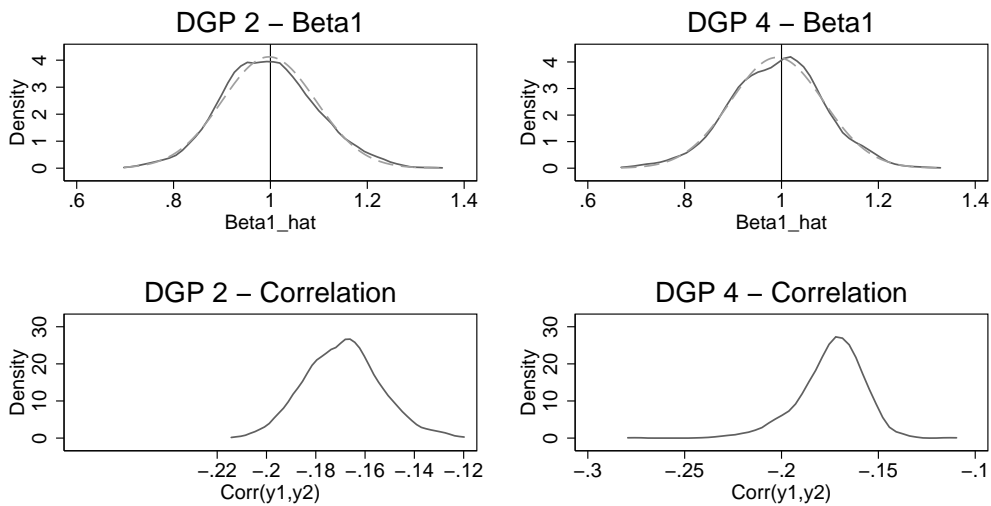 DGP 2 – Beta1
Density
0 1 2 3 4
.6 .8 1 1.2 1.4
Beta1_hat
DGP 4 – Beta1
Density
0 1 2 3 4
.6 .8 1 1.2 1.4
Beta1_hat
DGP 2 – Correlation
Density
0 10 20 30
−.22 −.2 −.18 −.16 −.14 −.12
Corr(y1,y2)
DGP 4 – Correlation
Density
0 10 20 30
−.3 −.25 −.2 −.15 −.1
Corr(y1,y2)